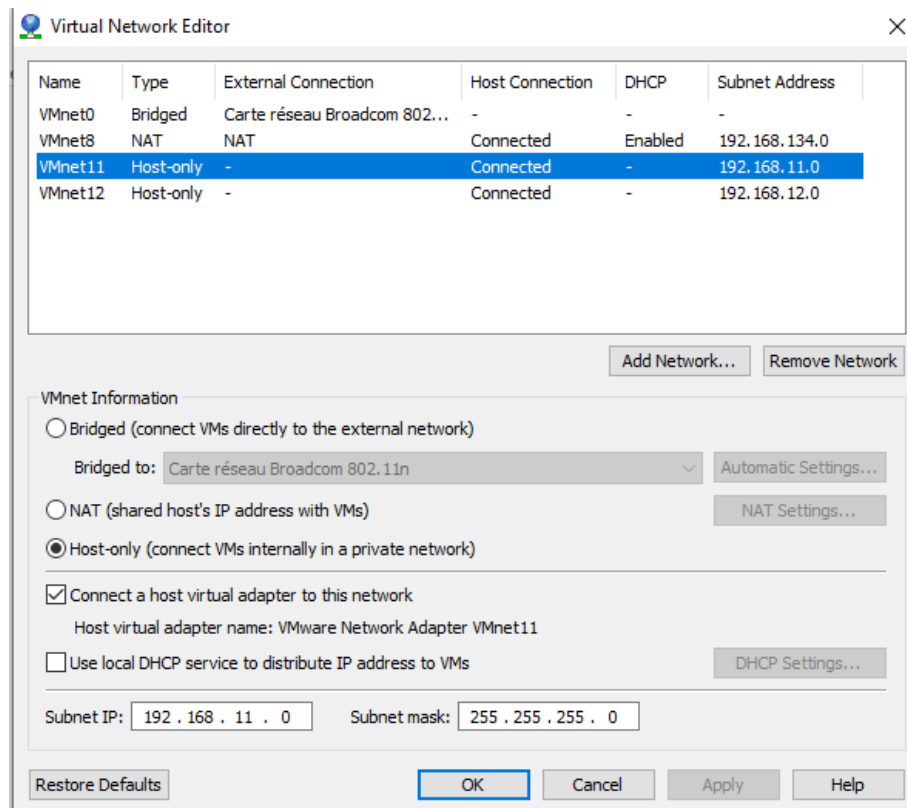 Virtual Network Editor
Name Type External Connection Host Connection DHCP Subnet Address
VMnet0 Bridged Carte réseau Broadcom 802... - - -
VMnet8 NAT NAT Connected Enabled 192.168.134.0
VMnet11 Host-only - Connected - 192.168.11.0
VMnet12 Host-only - Connected - 192.168.12.0
Add Network... Remove Network
VMnet Information
Bridged (connect VMs directly to the external network)
Bridged to: Carte réseau Broadcom 802.11n Automatic Settings...
NAT (shared host's IP address with VMs) NAT Settings...
Host-only (connect VMs internally in a private network)
Connect a host virtual adapter to this network
Host virtual adapter name: VMware Network Adapter VMnet11
Use local DHCP service to distribute IP address to VMs DHCP Settings...
Subnet IP: 192 . 168 . 11 . 0 Subnet mask: 255 . 255 . 255 . 0
Restore Defaults OK Cancel Apply Help